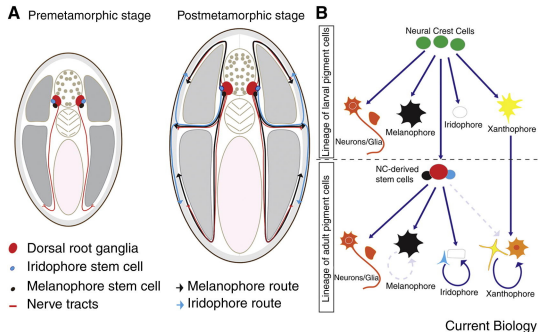 A Premetamorphic stage
Postmetamorphic stage
Dorsal root ganglia
Iridophore stem cell
Melanophore stem cell
Nerve tracts
Melanophore route
Iridophore route
B
Neural Crest Cells
Lineage of larval pigment cells
Neurons/Glia
Melanophore
Iridophore
Xanthophore
NC-derived
stem cells
Lineage of adult pigment cells
Neurons/Glia
Melanophore
Iridophore
Xanthophore
Current Biology